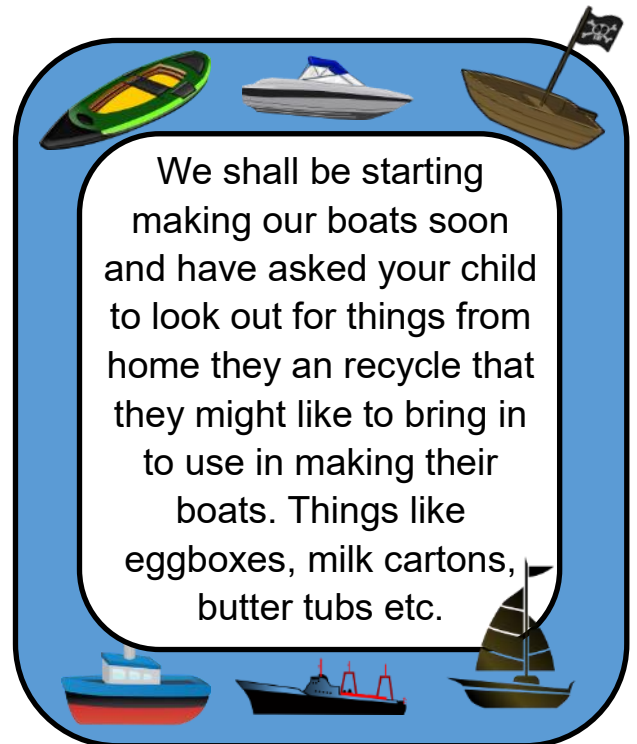 We shall be starting
making our boats soon
and have asked your child
to look out for things from
home they an recycle that
they might like to bring in
to use in making their
boats. Things like
eggboxes, milk cartons,
butter tubs etc.